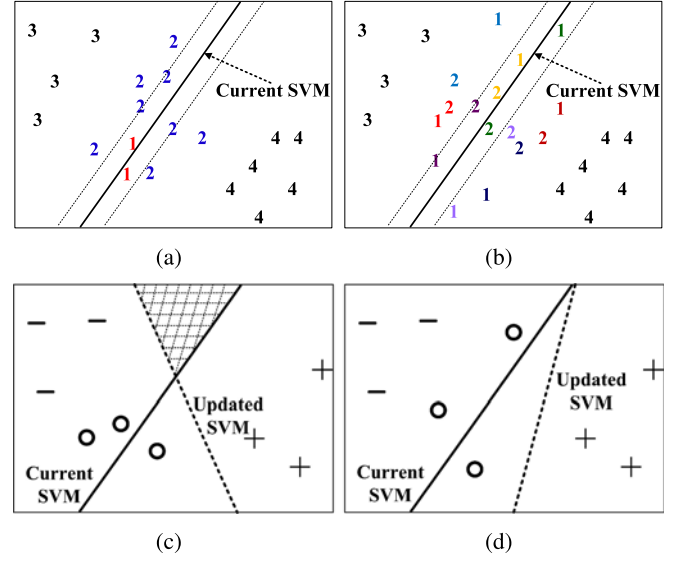 3 3
2
3 2 2
Current SVM
2
3
2 2 4 4
2 1
4
1 2
4 4
4
(a)
1
3 3 1
1
3 2
Current SVM
2
2 2 1
3 1
2 2
2 4 4
2
1 4
1 4 4
1 4
(b)
− −
+
−
Updated
SVM
+
Current
SVM
+
(c)
− −
+
−
Updated
SVM
+
Current
SVM
+
(d)